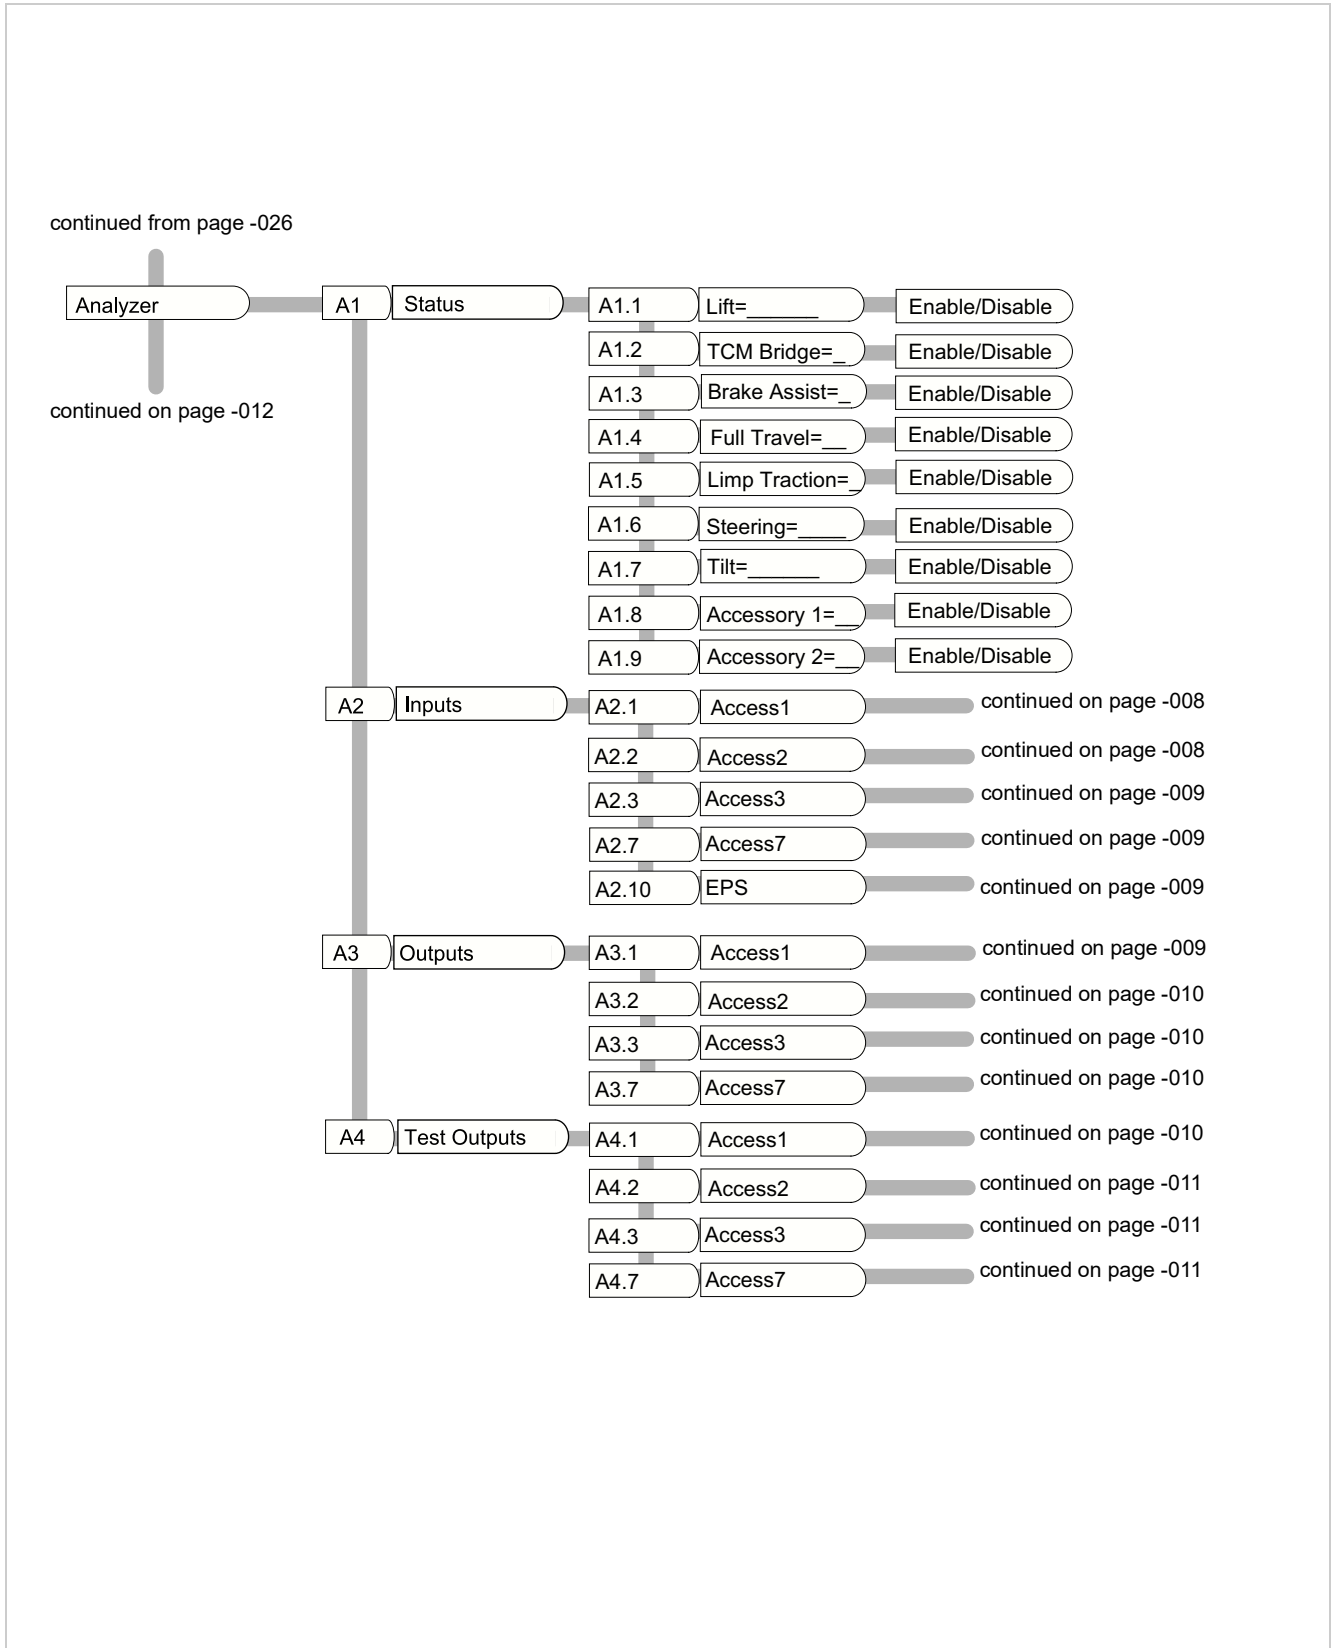 continued from page -026
Analyzer A1 Status A1.1 Lift=______ Enable/Disable
A1.2 TCM Bridge=_ Enable/Disable
A1.3 Brake Assist=_ Enable/Disable
continued on page -012
A1.4 Full Travel=__ Enable/Disable
A1.5 Limp Traction=_ Enable/Disable
A1.6 Steering=____ Enable/Disable
A1.7 Tilt=______ Enable/Disable
A1.8 Accessory 1=__ Enable/Disable
A1.9 Accessory 2=__ Enable/Disable
A2 Inputs A2.1 Access1 continued on page -008
A2.2 Access2 continued on page -008
A2.3 Access3 continued on page -009
A2.7 Access7 continued on page -009
A2.10 EPS continued on page -009
A3 Outputs A3.1 Access1 continued on page -009
A3.2 Access2 continued on page -010
A3.3 Access3 continued on page -010
A3.7 Access7 continued on page -010
A4 Test Outputs A4.1 Access1 continued on page -010
A4.2 Access2 continued on page -011
A4.3 Access3 continued on page -011
A4.7 Access7 continued on page -011